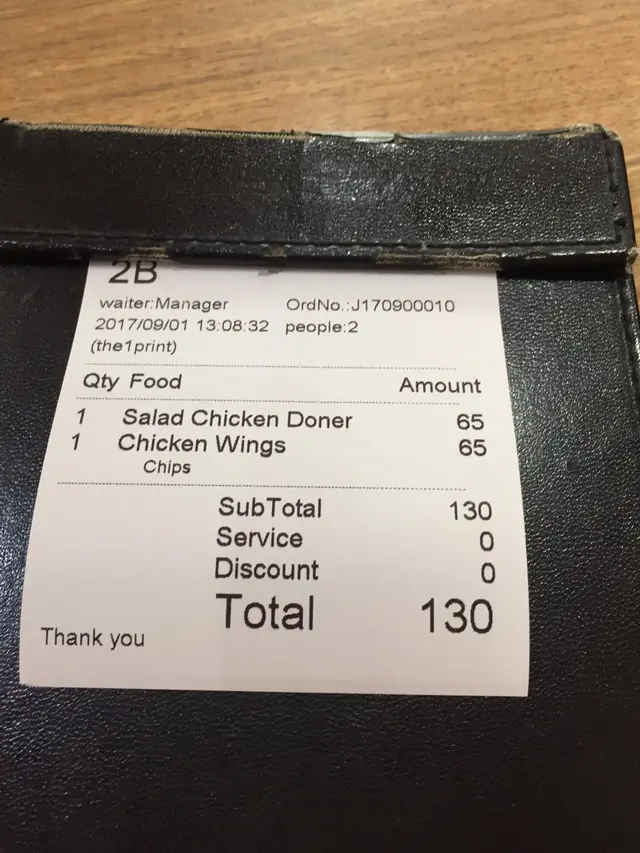 2B
waiter:Manager OrdNo.:J170900010
2017/09/01 13:08:32 people:2
(the1print)
Qty Food Amount
1 Salad Chicken Doner 65
1 Chicken Wings 65
Chips
SubTotal 130
Service 0
Discount 0
Total 130
Thank you